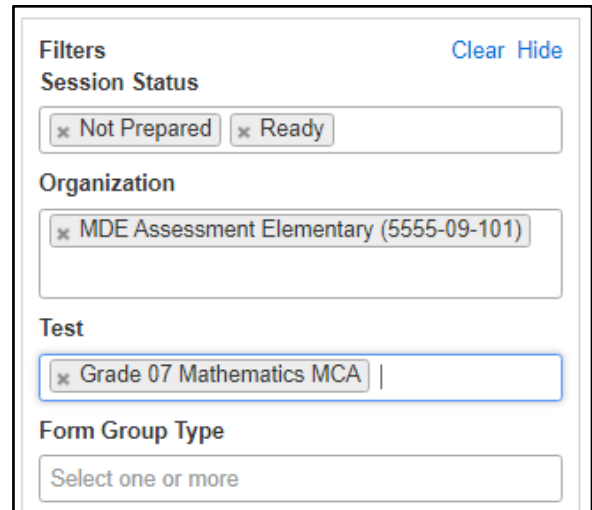 Filters Clear Hide
Session Status
× Not Prepared × Ready
Organization
× MDE Assessment Elementary (5555-09-101)
Test
× Grade 07 Mathematics MCA
Form Group Type
Select one or more